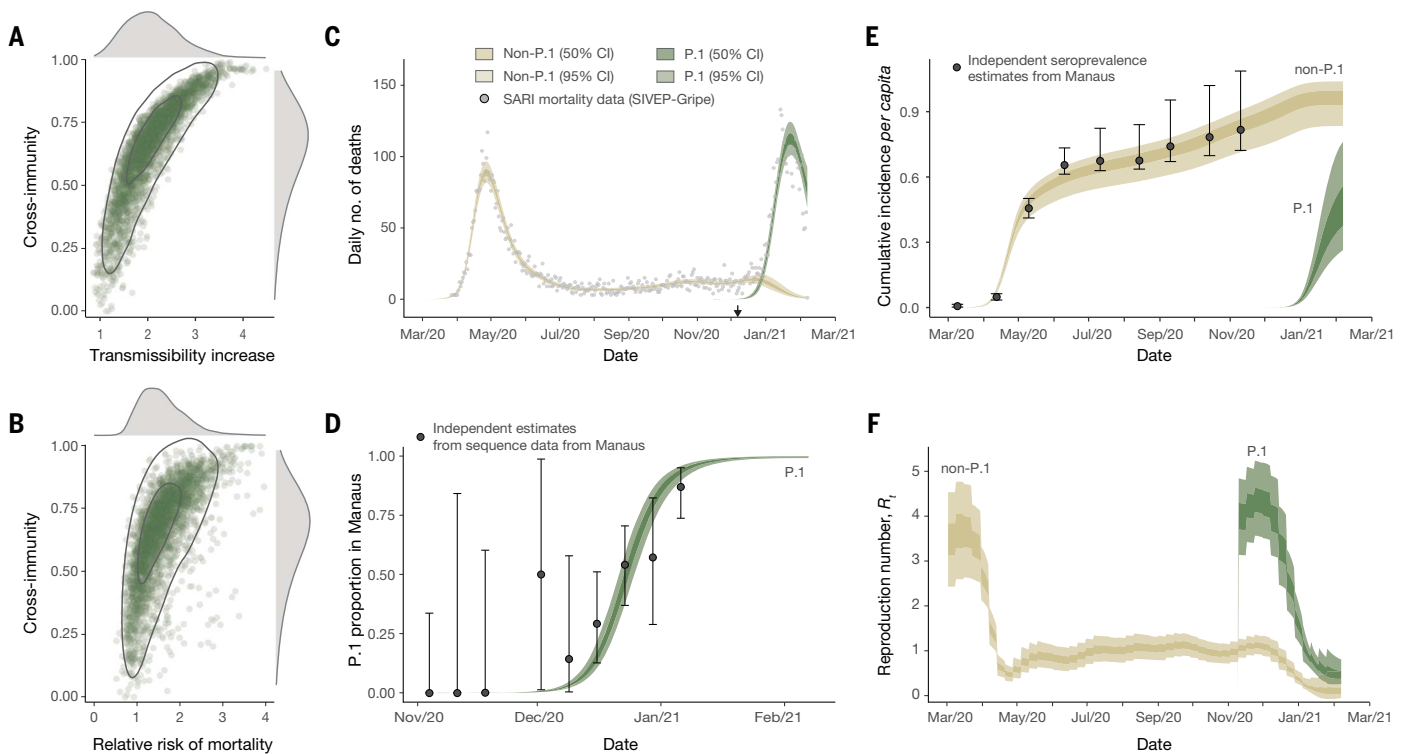 A
Cross-immunity
1.00
0.75
0.50
0.25
0.00
1 2 3 4
Transmissibility increase
B
Cross-immunity
1.00
0.75
0.50
0.25
0.00
0 1 2 3 4
Relative risk of mortality
C
Non-P.1 (50% CI)
P.1 (50% CI)
Non-P.1 (95% CI)
P.1 (95% CI)
SARI mortality data (SIVEP-Gripe)
Daily no. of deaths
150
100
50
0
Mar/20 May/20 Jul/20 Sep/20 Nov/20 Jan/21 Mar/21
Date
D
Independent estimates
from sequence data from Manaus
P.1 proportion in Manaus
1.00
0.75
0.50
0.25
0.00
P.1
Nov/20 Dec/20 Jan/21 Feb/21
Date
E
Independent seroprevalence
estimates from Manaus
non-P.1
P.1
Cumulative incidence per capita
0.9
0.6
0.3
0.0
Mar/20 May/20 Jul/20 Sep/20 Nov/20 Jan/21 Mar/21
Date
F
non-P.1
P.1
Reproduction number, Rt
5
4
3
2
1
0
Mar/20 May/20 Jul/20 Sep/20 Nov/20 Jan/21 Mar/21
Date